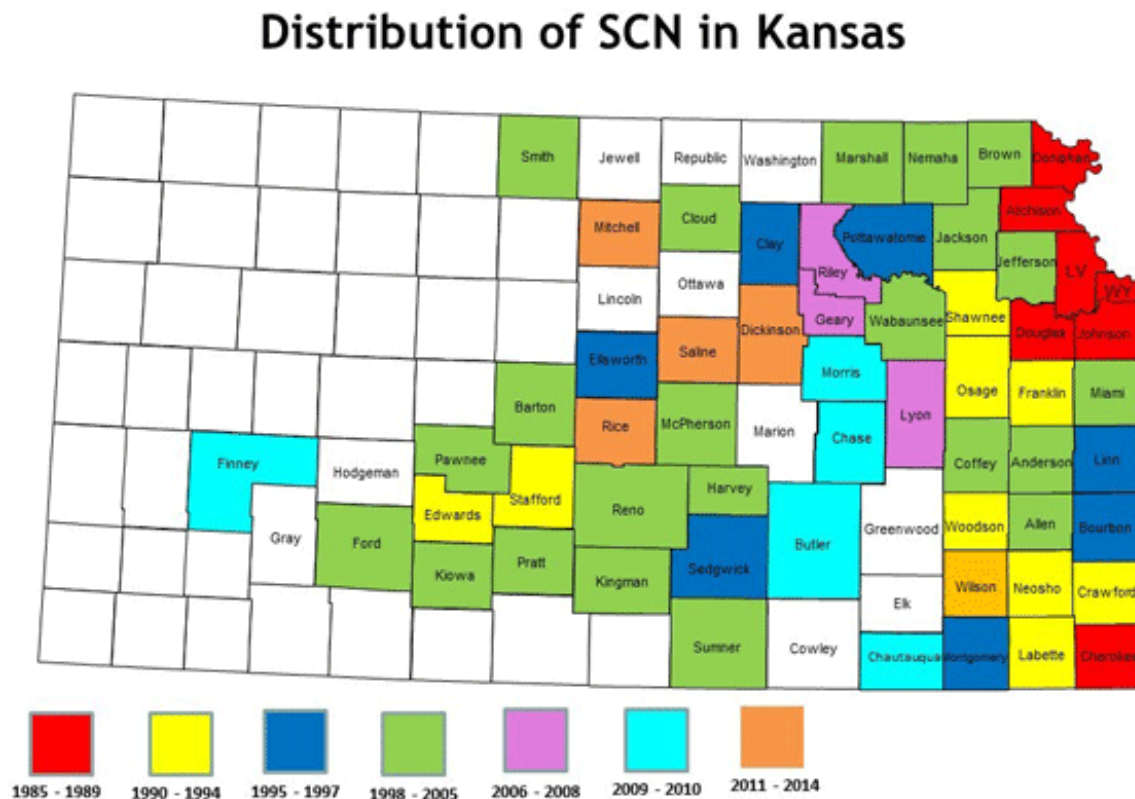 Distribution of SCN in Kansas
Smith
Jewell
Republic
Washington
Marshall
Nemaha
Brown
Doniphan
Atchison
Mitchell
Cloud
Clay
Riley
Pottawatomie
Jackson
Jefferson
LV
WY
Lincoln
Ottawa
Dickinson
Geary
Wabaunsee
Shawnee
Douglas
Johnson
Ellsworth
Saline
Morris
Osage
Franklin
Miami
Barton
Rice
McPherson
Marion
Chase
Lyon
Coffey
Anderson
Linn
Finney
Hodgeman
Pawnee
Stafford
Edwards
Reno
Harvey
Gray
Ford
Kiowa
Pratt
Kingman
Sedgwick
Butler
Greenwood
Woodson
Allen
Bourbon
Elk
Wilson
Neosho
Crawford
Sumner
Cowley
Chautauqua
Montgomery
Labette
Cherokee
1985 - 1989
1990 - 1994
1995 - 1997
1998 - 2005
2006 - 2008
2009 - 2010
2011 - 2014